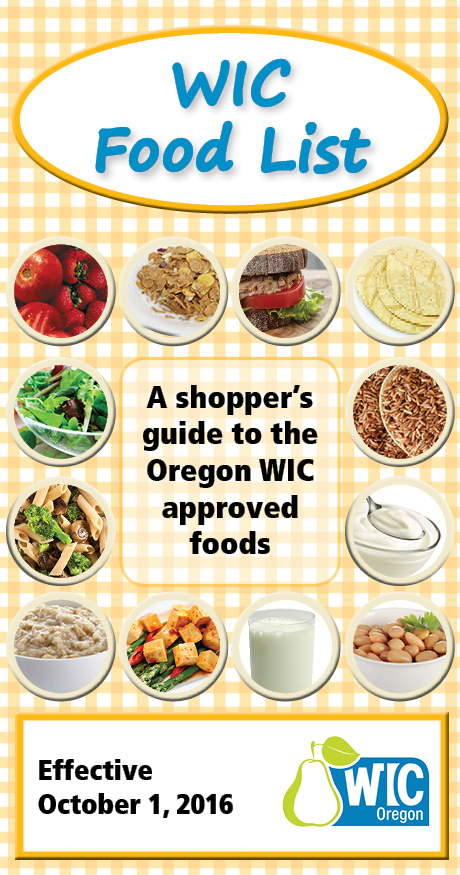 WIC
Food List
A shopper's
guide to the
Oregon WIC
approved
foods
Effective
October 1, 2016
WIC
Oregon